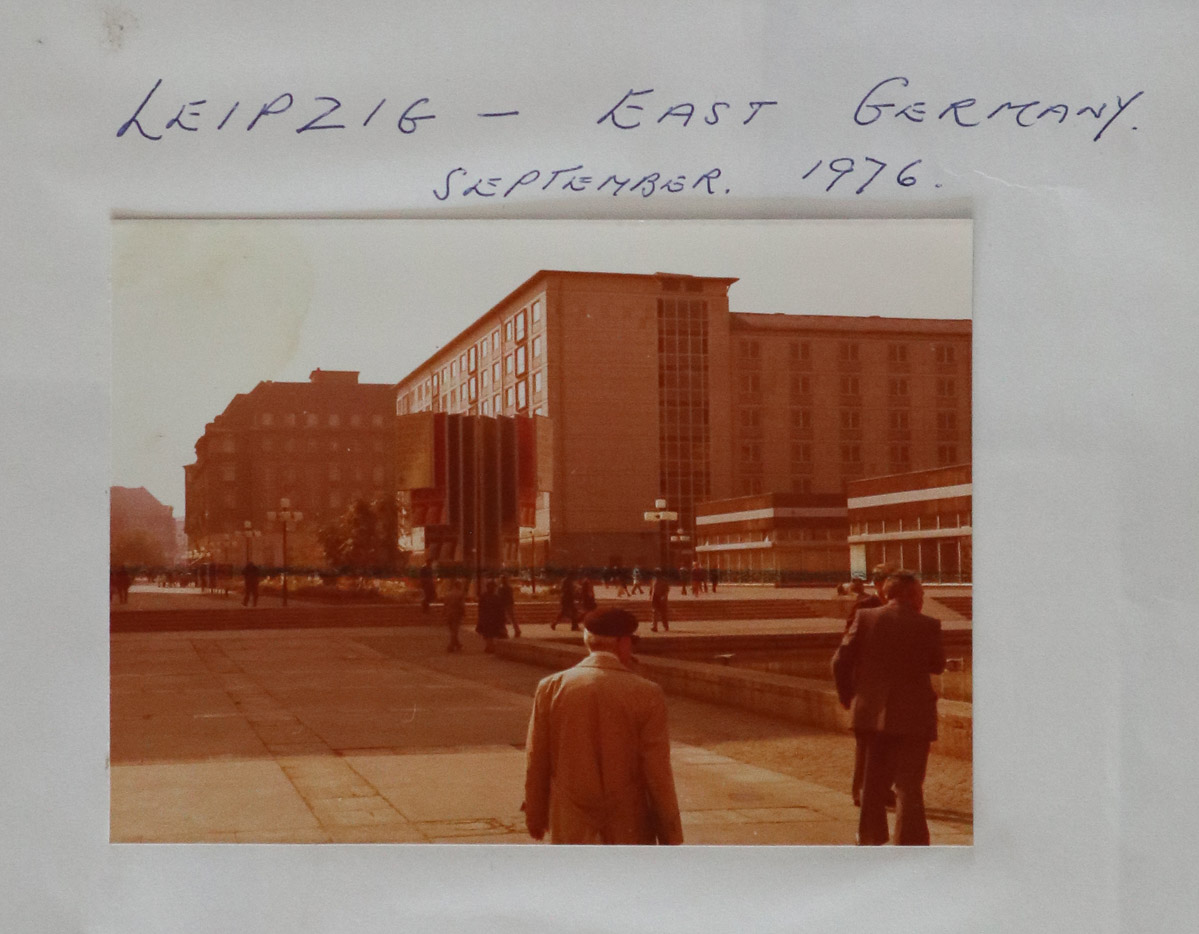 LEIPZIG - EAST GERMANY.
SEPTEMBER. 1976.